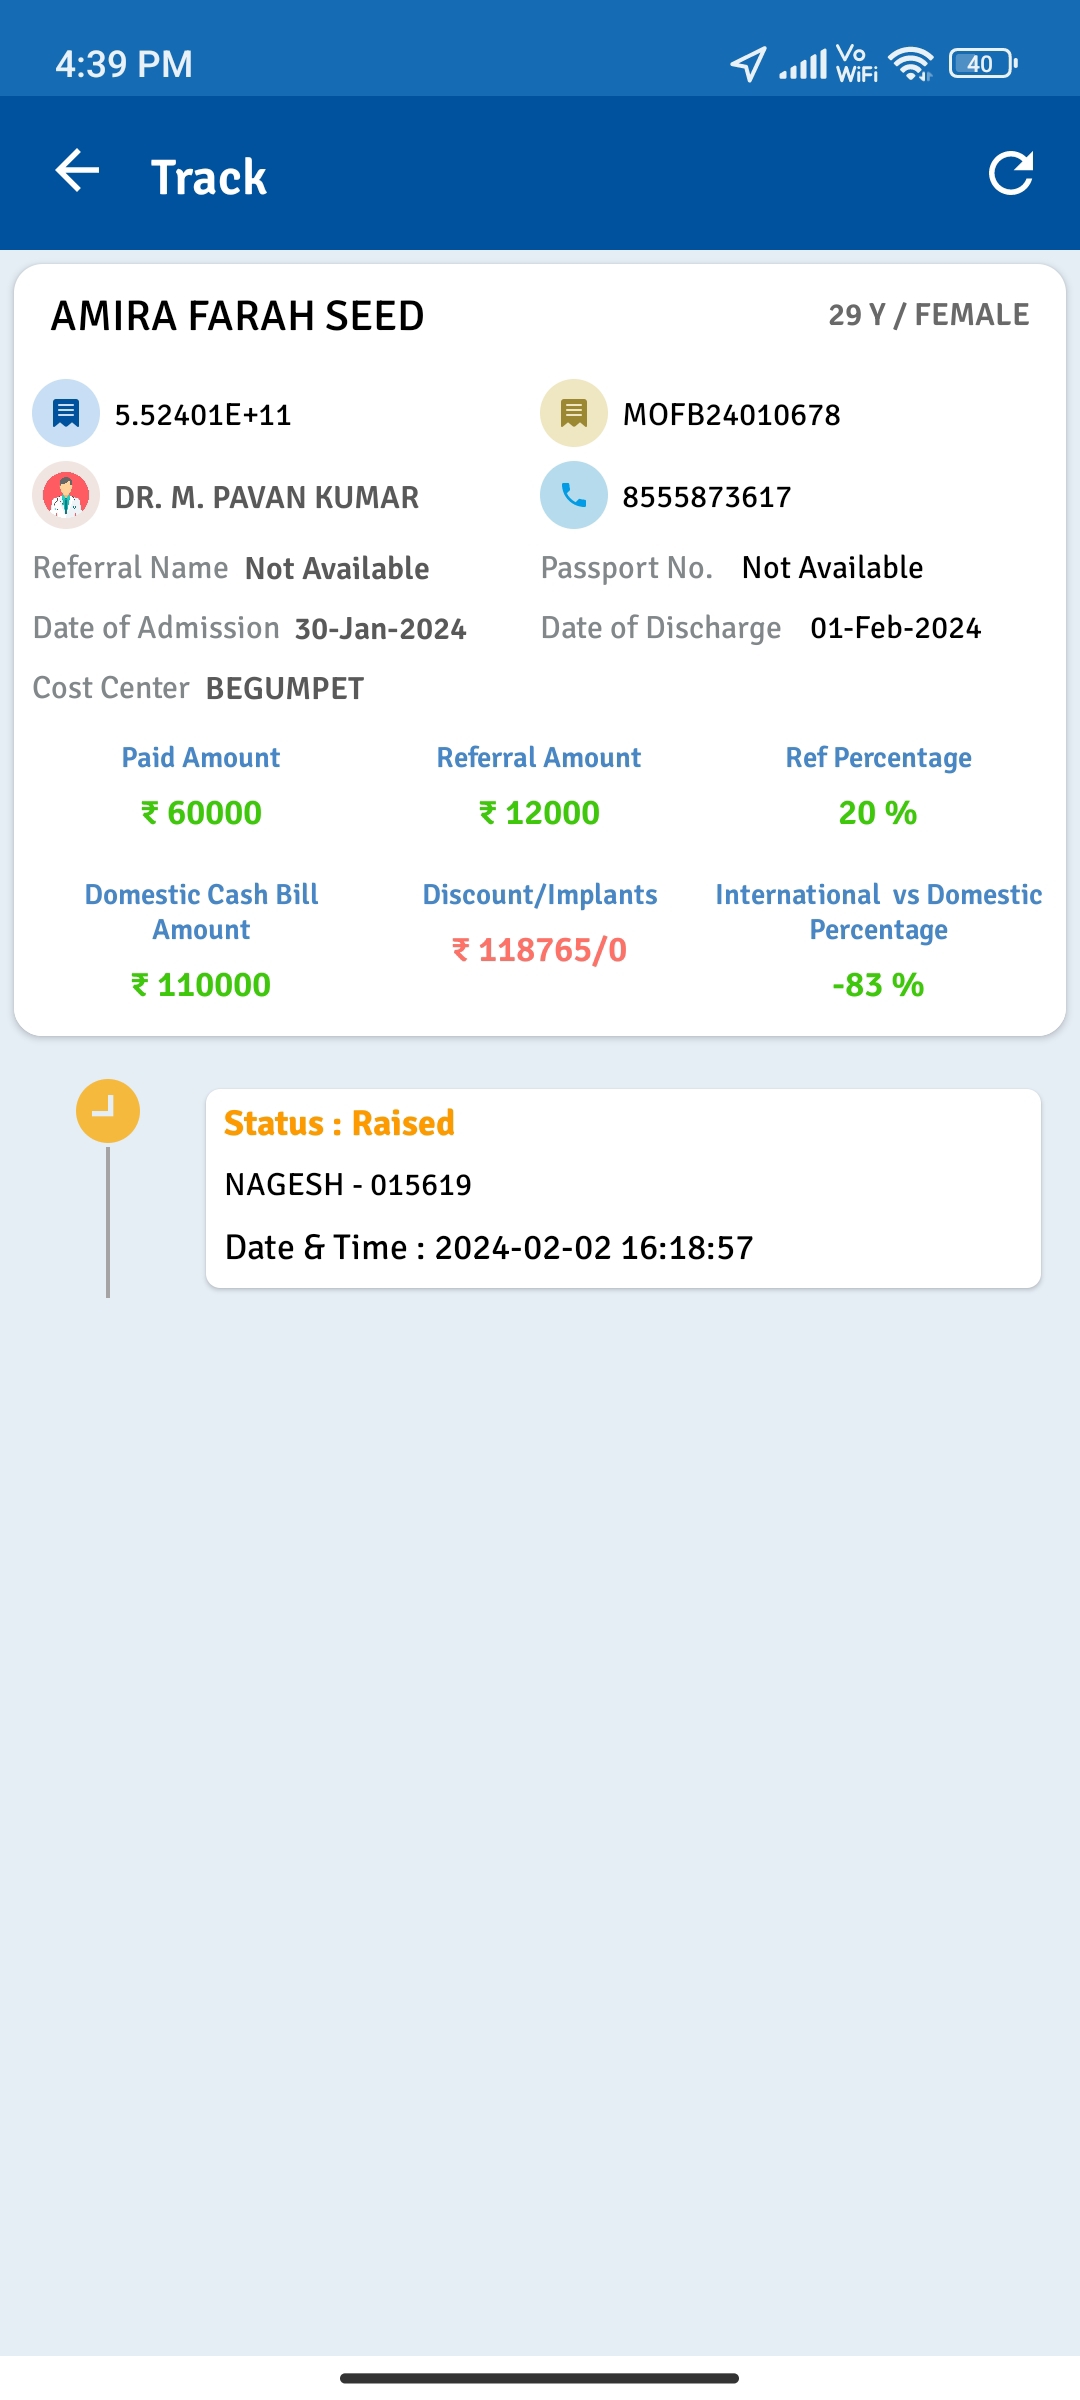 4:39 PM
Vo
WiFi
40
Track
AMIRA FARAH SEED
29 Y / FEMALE
5.52401E+11
MOFB24010678
DR. M. PAVAN KUMAR
8555873617
Referral Name Not Available
Passport No. Not Available
Date of Admission 30-Jan-2024
Date of Discharge 01-Feb-2024
Cost Center BEGUMPET
Paid Amount
₹ 60000
Referral Amount
₹ 12000
Ref Percentage
20 %
Domestic Cash Bill
Amount
₹ 110000
Discount/Implants
₹ 118765/0
International  vs Domestic
Percentage
-83 %
Status : Raised
NAGESH - 015619
Date & Time : 2024-02-02 16:18:57